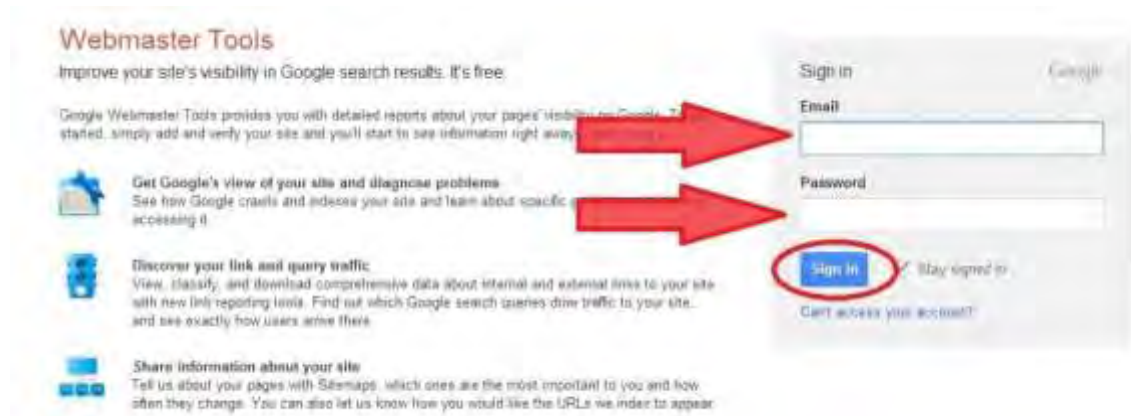 Webmaster Tools
Improve your site's visibility in Google search results. It's free.
Google Webmaster Tools provides you with detailed reports about your pages' visibility on Google. To
started, simply add and verify your site and you'll start to see information right away.
Get Google's view of your site and diagnose problems
See how Google crawls and indexes your site and learn about specific
accessing it
Discover your link and query traffic
View, classify, and download comprehensive data about internal and external links to your site
with new link reporting tools. Find out which Google search queries drive traffic to your site,
and see exactly how users arrive there
Share information about your site
Tell us about your pages with Sitemaps: which ones are the most important to you and how
often they change. You can also let us know how you would like the URLs we index to appear
Sign in
Google
Email
Password
Sign in
Stay signed in
Can't access your account?